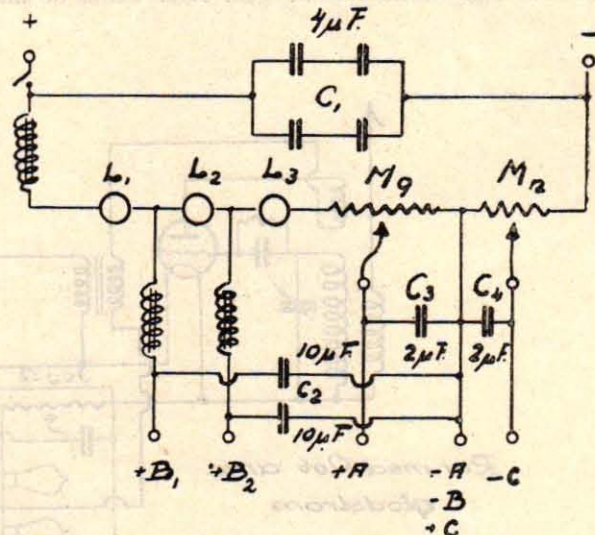 + −
4μF.
C₁
L₁ L₂ L₃ M9 M12
C₃ C₄
10μF. 2μF. 2μF.
C₂
10μF
+B₁ +B₂ +A -A -C
-B
+C